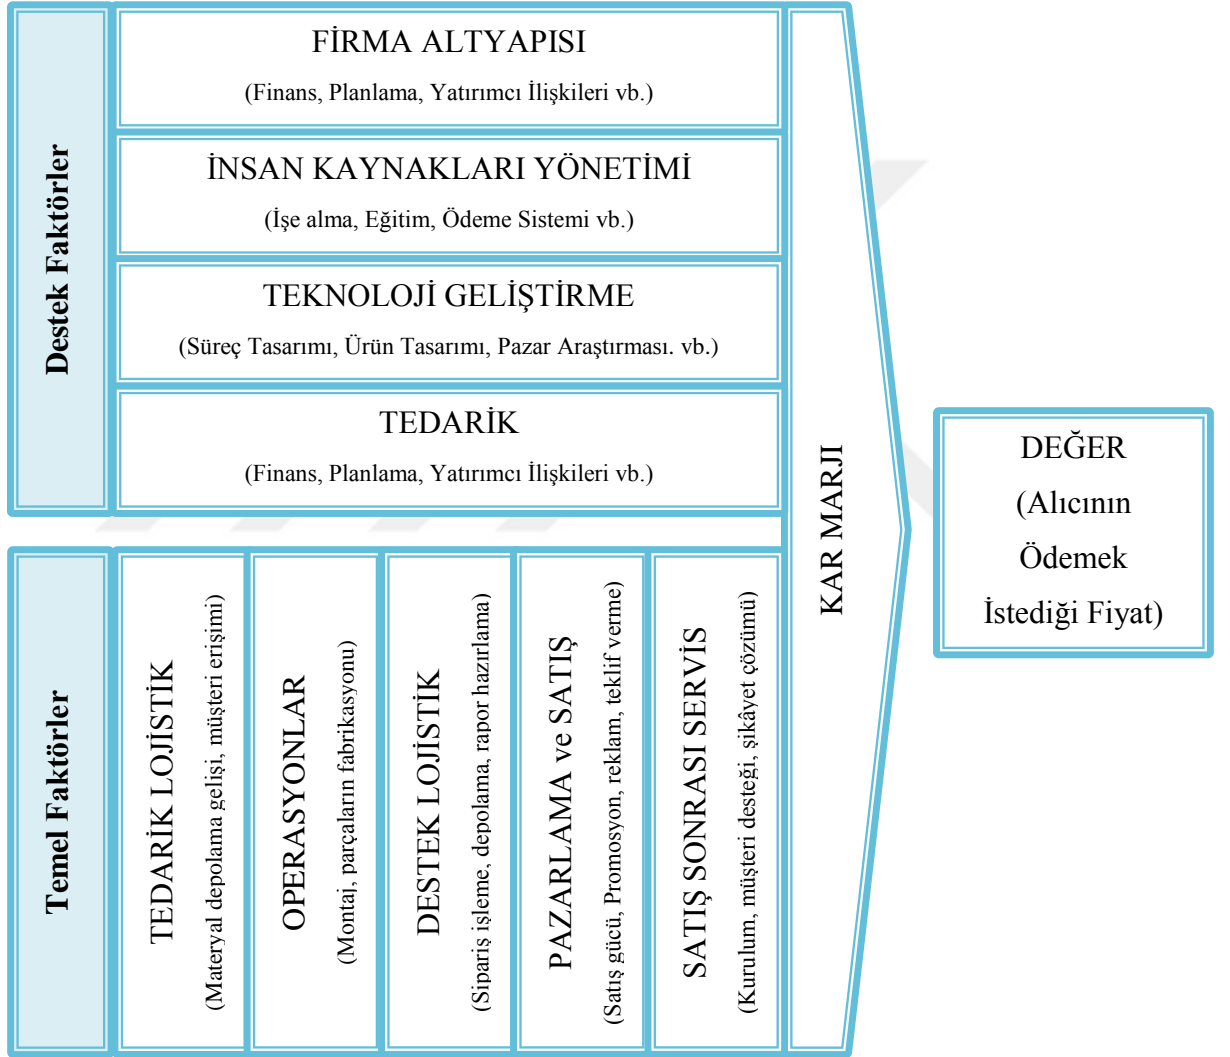 Destek Faktörler
FİRMA ALTYAPISI
(Finans, Planlama, Yatırımcı İlişkileri vb.)
İNSAN KAYNAKLARI YÖNETİMİ
(İşe alma, Eğitim, Ödeme Sistemi vb.)
TEKNOLOJİ GELİŞTİRME
(Süreç Tasarımı, Ürün Tasarımı, Pazar Araştırması. vb.)
TEDARİK
(Finans, Planlama, Yatırımcı İlişkileri vb.)
Temel Faktörler
TEDARİK LOJİSTİK
(Materyal depolama gelişi, müşteri erişimi)
OPERASYONLAR
(Montaj, parçaların fabrikasyonu)
DESTEK LOJİSTİK
(Sipariş işleme, depolama, rapor hazırlama)
PAZARLAMA ve SATIŞ
(Satış gücü, Promosyon, reklam, teklif verme)
SATIŞ SONRASI SERVİS
(Kurulum, müşteri desteği, şikâyet çözümü)
KAR MARJI
DEĞER
(Alıcının
Ödemek
İstediği Fiyat)